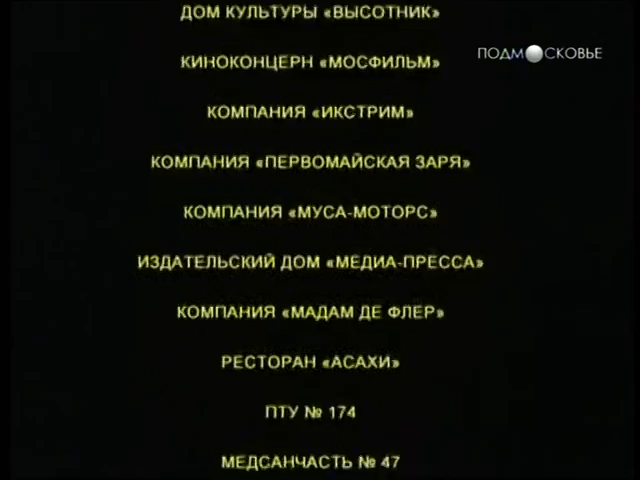 ДОМ КУЛЬТУРЫ «ВЫСОТНИК»
ПОДМОСКОВЬЕ
КИНОКОНЦЕРН «МОСФИЛЬМ»
КОМПАНИЯ «ИКСТРИМ»
КОМПАНИЯ «ПЕРВОМАЙСКАЯ ЗАРЯ»
КОМПАНИЯ «МУСА-МОТОРС»
ИЗДАТЕЛЬСКИЙ ДОМ «МЕДИА-ПРЕССА»
КОМПАНИЯ «МАДАМ ДЕ ФЛЕР»
РЕСТОРАН «АСАХИ»
ПТУ № 174
МЕДСАНЧАСТЬ № 47